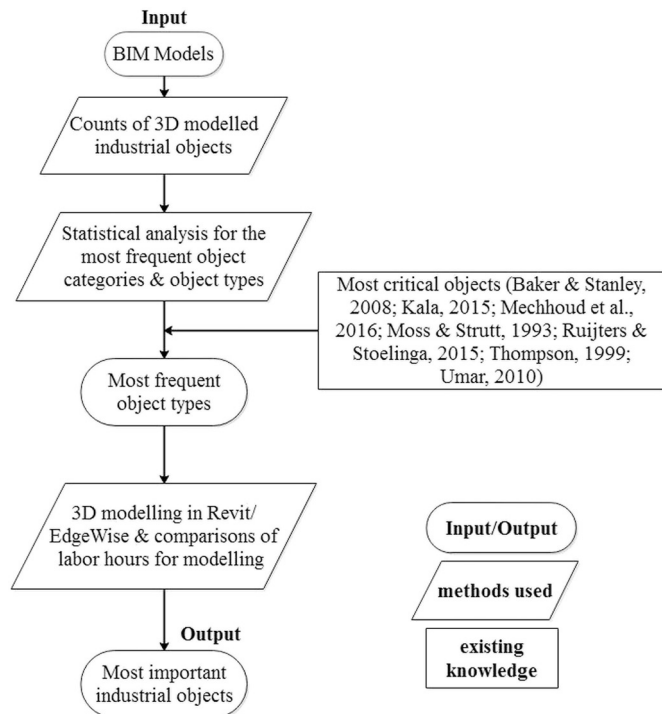 Input
BIM Models
Counts of 3D modelled
industrial objects
Statistical analysis for the
most frequent object
categories & object types
Most critical objects (Baker & Stanley,
2008; Kala, 2015; Mechhoud et al.,
2016; Moss & Strutt, 1993; Ruijters
& Stoelinga, 2015; Thompson, 1999;
Umar, 2010)
Most frequent
object types
3D modelling in Revit/
EdgeWise & comparisons of
labor hours for modelling
Output
Most important
industrial objects
Input/Output
methods used
existing
knowledge